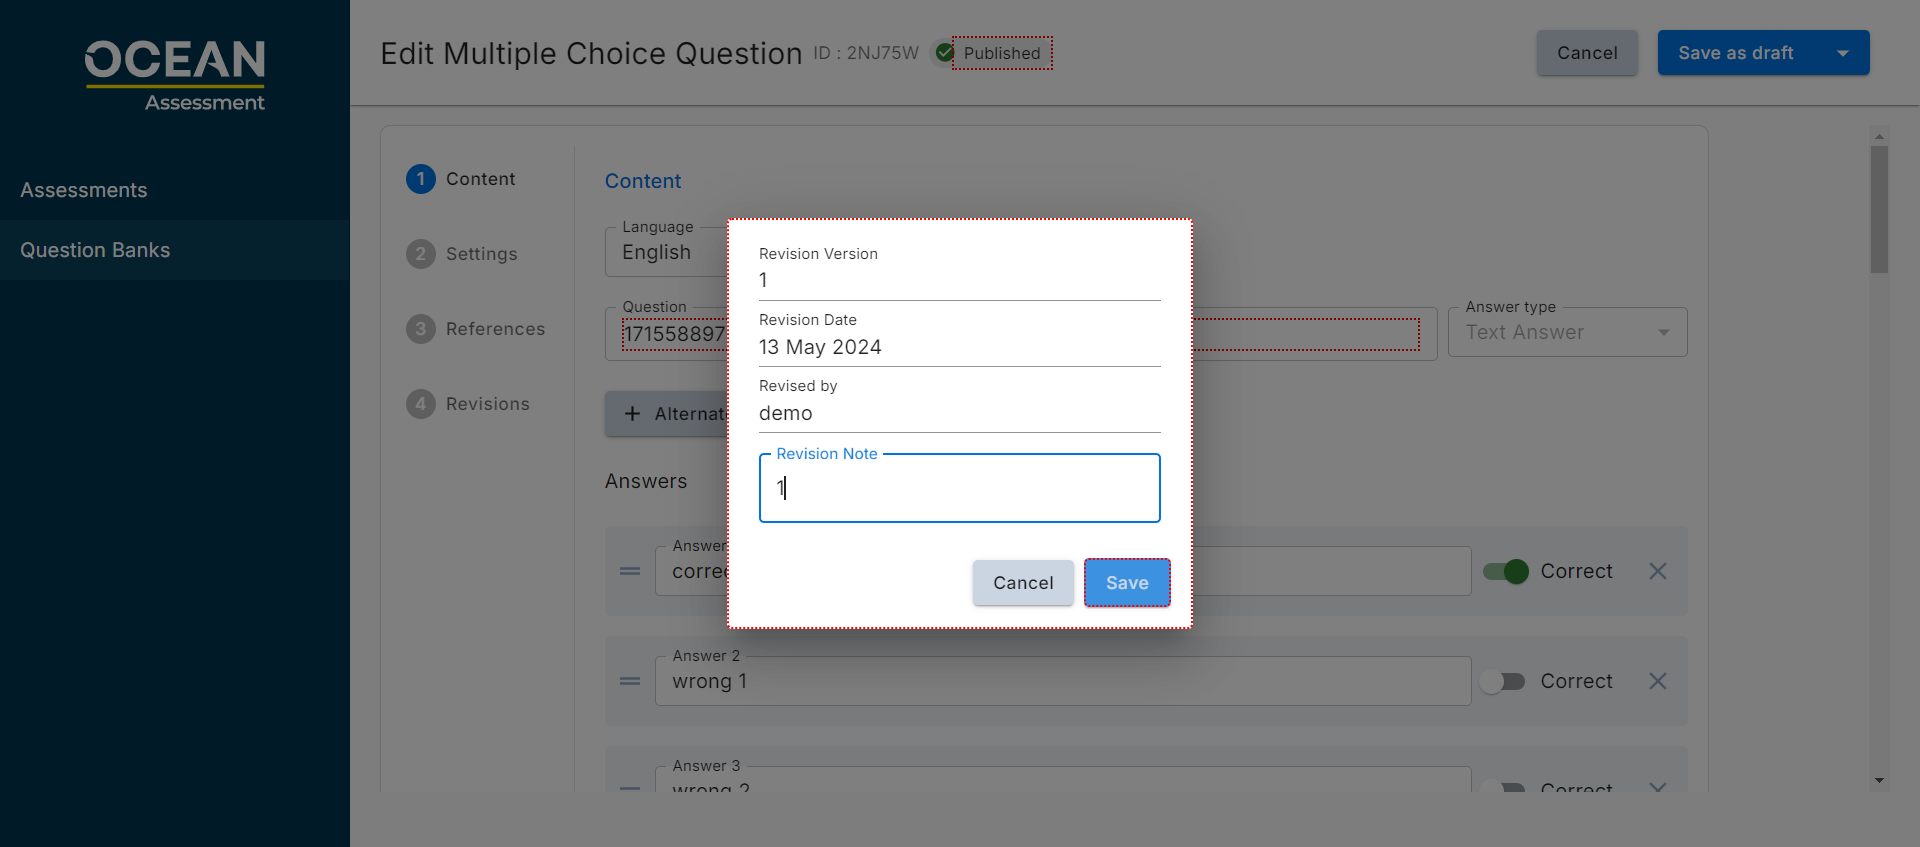 OCEAN
Assessment
Assessments
Question Banks
Edit Multiple Choice Question ID : 2NJ75W Published
Cancel
Save as draft
1 Content
2 Settings
3 References
4 Revisions
Content
Language
English
Question
171558897
Answer type
Text Answer
Answers
Answer
Correct
Answer 2
wrong 1
Correct
Answer 3
wrong 2
Correct
Revision Version
1
Revision Date
13 May 2024
Revised by
demo
Revision Note
1
Cancel
Save